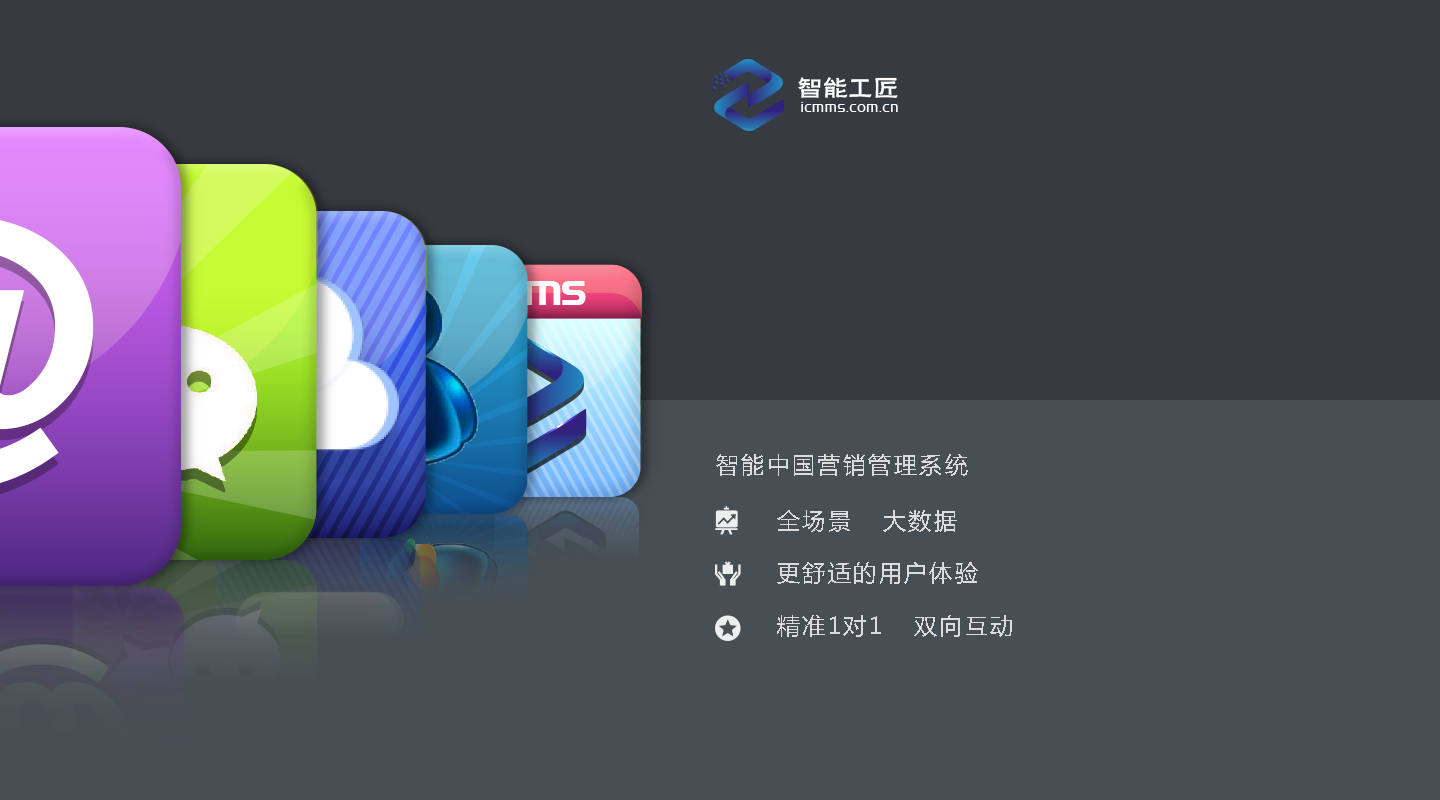 智能工匠
icmms.com.cn
ms
智能中国营销管理系统
全场景 大数据
更舒适的用户体验
精准1对1 双向互动